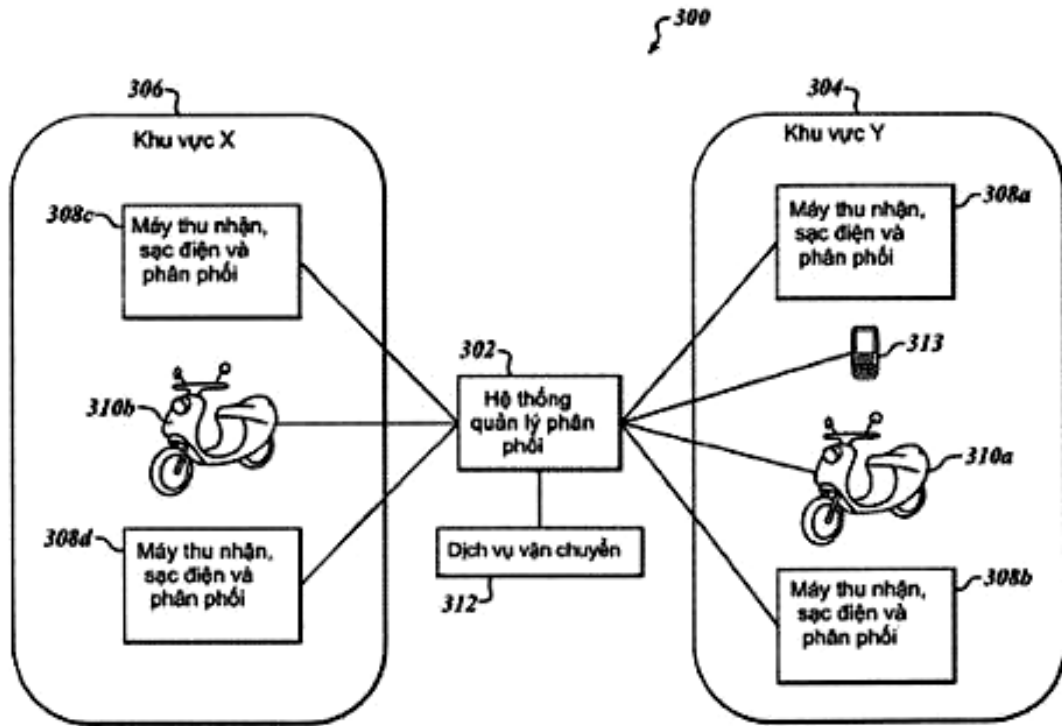 300
306
Khu vực X
308c
Máy thu nhận,
sạc điện và
phân phối
310b
308d
Máy thu nhận,
sạc điện và
phân phối
302
Hệ thống
quản lý phân
phối
Dịch vụ vận chuyển
312
304
Khu vực Y
308a
Máy thu nhận,
sạc điện và
phân phối
313
310a
308b
Máy thu nhận,
sạc điện và
phân phối